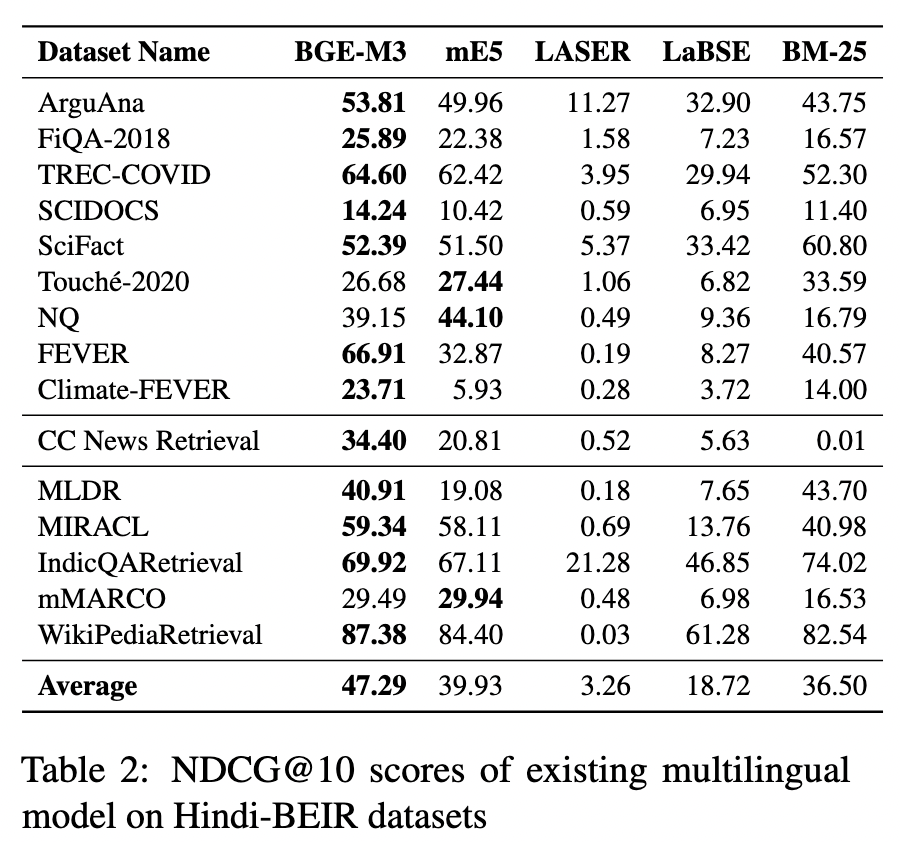 Dataset Name BGE-M3 mE5 LASER LaBSE BM-25
ArguAna 53.81 49.96 11.27 32.90 43.75
FiQA-2018 25.89 22.38 1.58 7.23 16.57
TREC-COVID 64.60 62.42 3.95 29.94 52.30
SCIDOCS 14.24 10.42 0.59 6.95 11.40
SciFact 52.39 51.50 5.37 33.42 60.80
Touché-2020 26.68 27.44 1.06 6.82 33.59
NQ 39.15 44.10 0.49 9.36 16.79
FEVER 66.91 32.87 0.19 8.27 40.57
Climate-FEVER 23.71 5.93 0.28 3.72 14.00
CC News Retrieval 34.40 20.81 0.52 5.63 0.01
MLDR 40.91 19.08 0.18 7.65 43.70
MIRACL 59.34 58.11 0.69 13.76 40.98
IndicQARetrieval 69.92 67.11 21.28 46.85 74.02
mMARCO 29.49 29.94 0.48 6.98 16.53
WikiPediaRetrieval 87.38 84.40 0.03 61.28 82.54
Average 47.29 39.93 3.26 18.72 36.50
Table 2: NDCG@10 scores of existing multilingual
model on Hindi-BEIR datasets